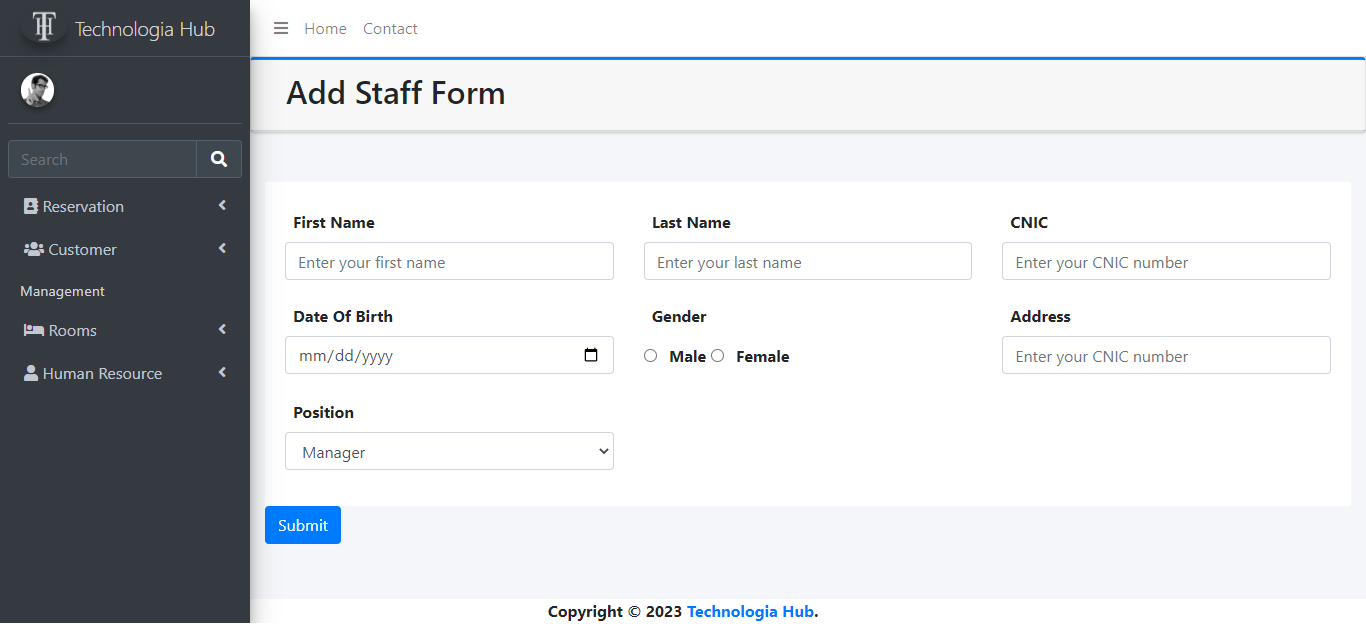 Technologia Hub
Home Contact
Add Staff Form
Search
Reservation
Customer
Management
Rooms
Human Resource
First Name Last Name CNIC
Enter your first name Enter your last name Enter your CNIC number
Date Of Birth Gender Address
mm/dd/yyyy Male Female Enter your CNIC number
Position
Manager
Submit
Copyright © 2023 Technologia Hub.